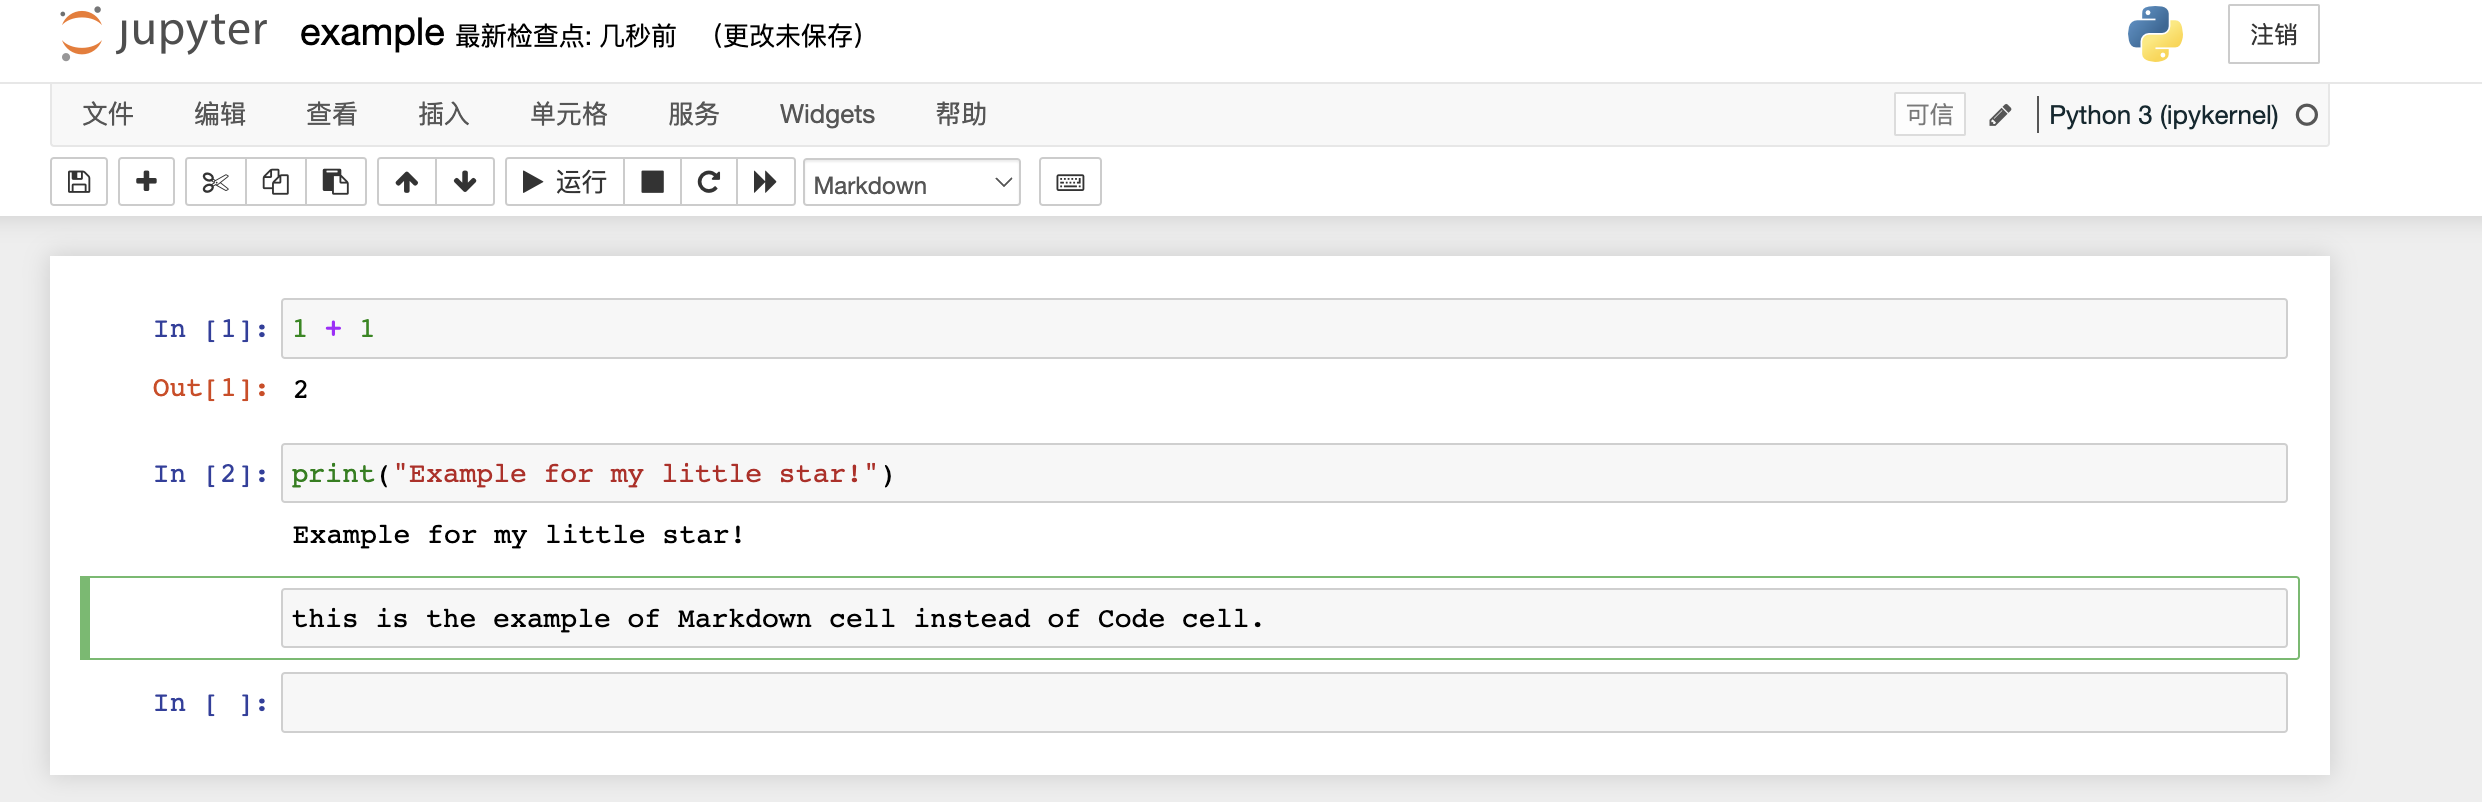 jupyter example 最新检查点: 几秒前 (更改未保存) 注销
文件 编辑 查看 插入 单元格 服务 Widgets 帮助 可信 Python 3 (ipykernel)
运行 Markdown
In [1]: 1 + 1
Out[1]: 2
In [2]: print("Example for my little star!")
Example for my little star!
this is the example of Markdown cell instead of Code cell.
In [ ]: